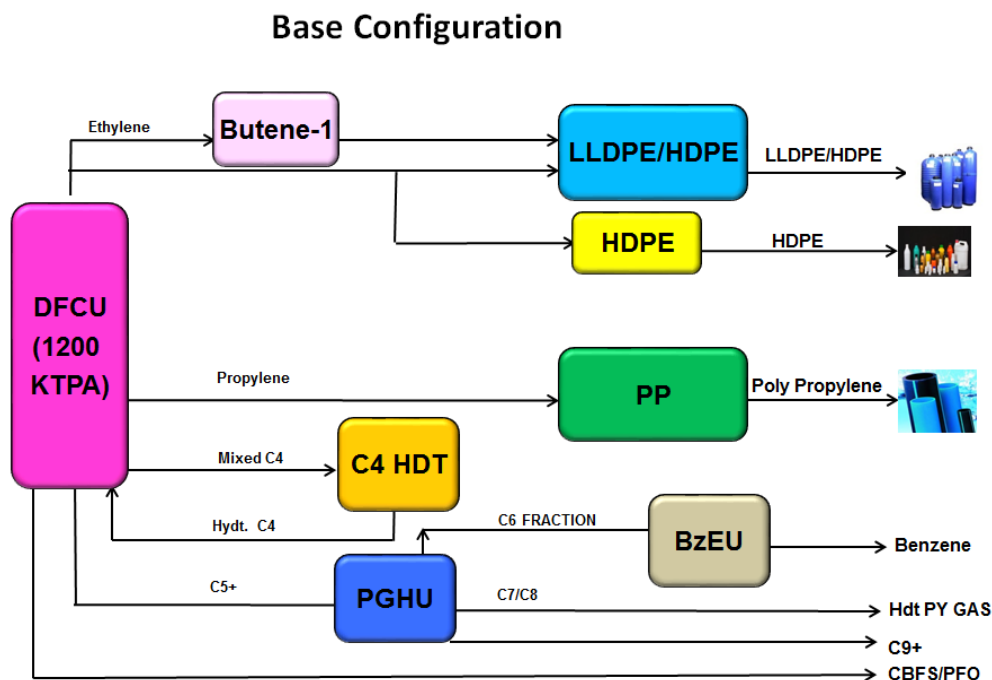 Base Configuration
Ethylene
Butene-1
LLDPE/HDPE
LLDPE/HDPE
HDPE
HDPE
DFCU
(1200
KTPA)
Propylene
PP
Poly Propylene
Mixed C4
C4 HDT
Hydt. C4
C6 FRACTION
BzEU
Benzene
C5+
PGHU
C7/C8
Hdt PY GAS
C9+
CBFS/PFO